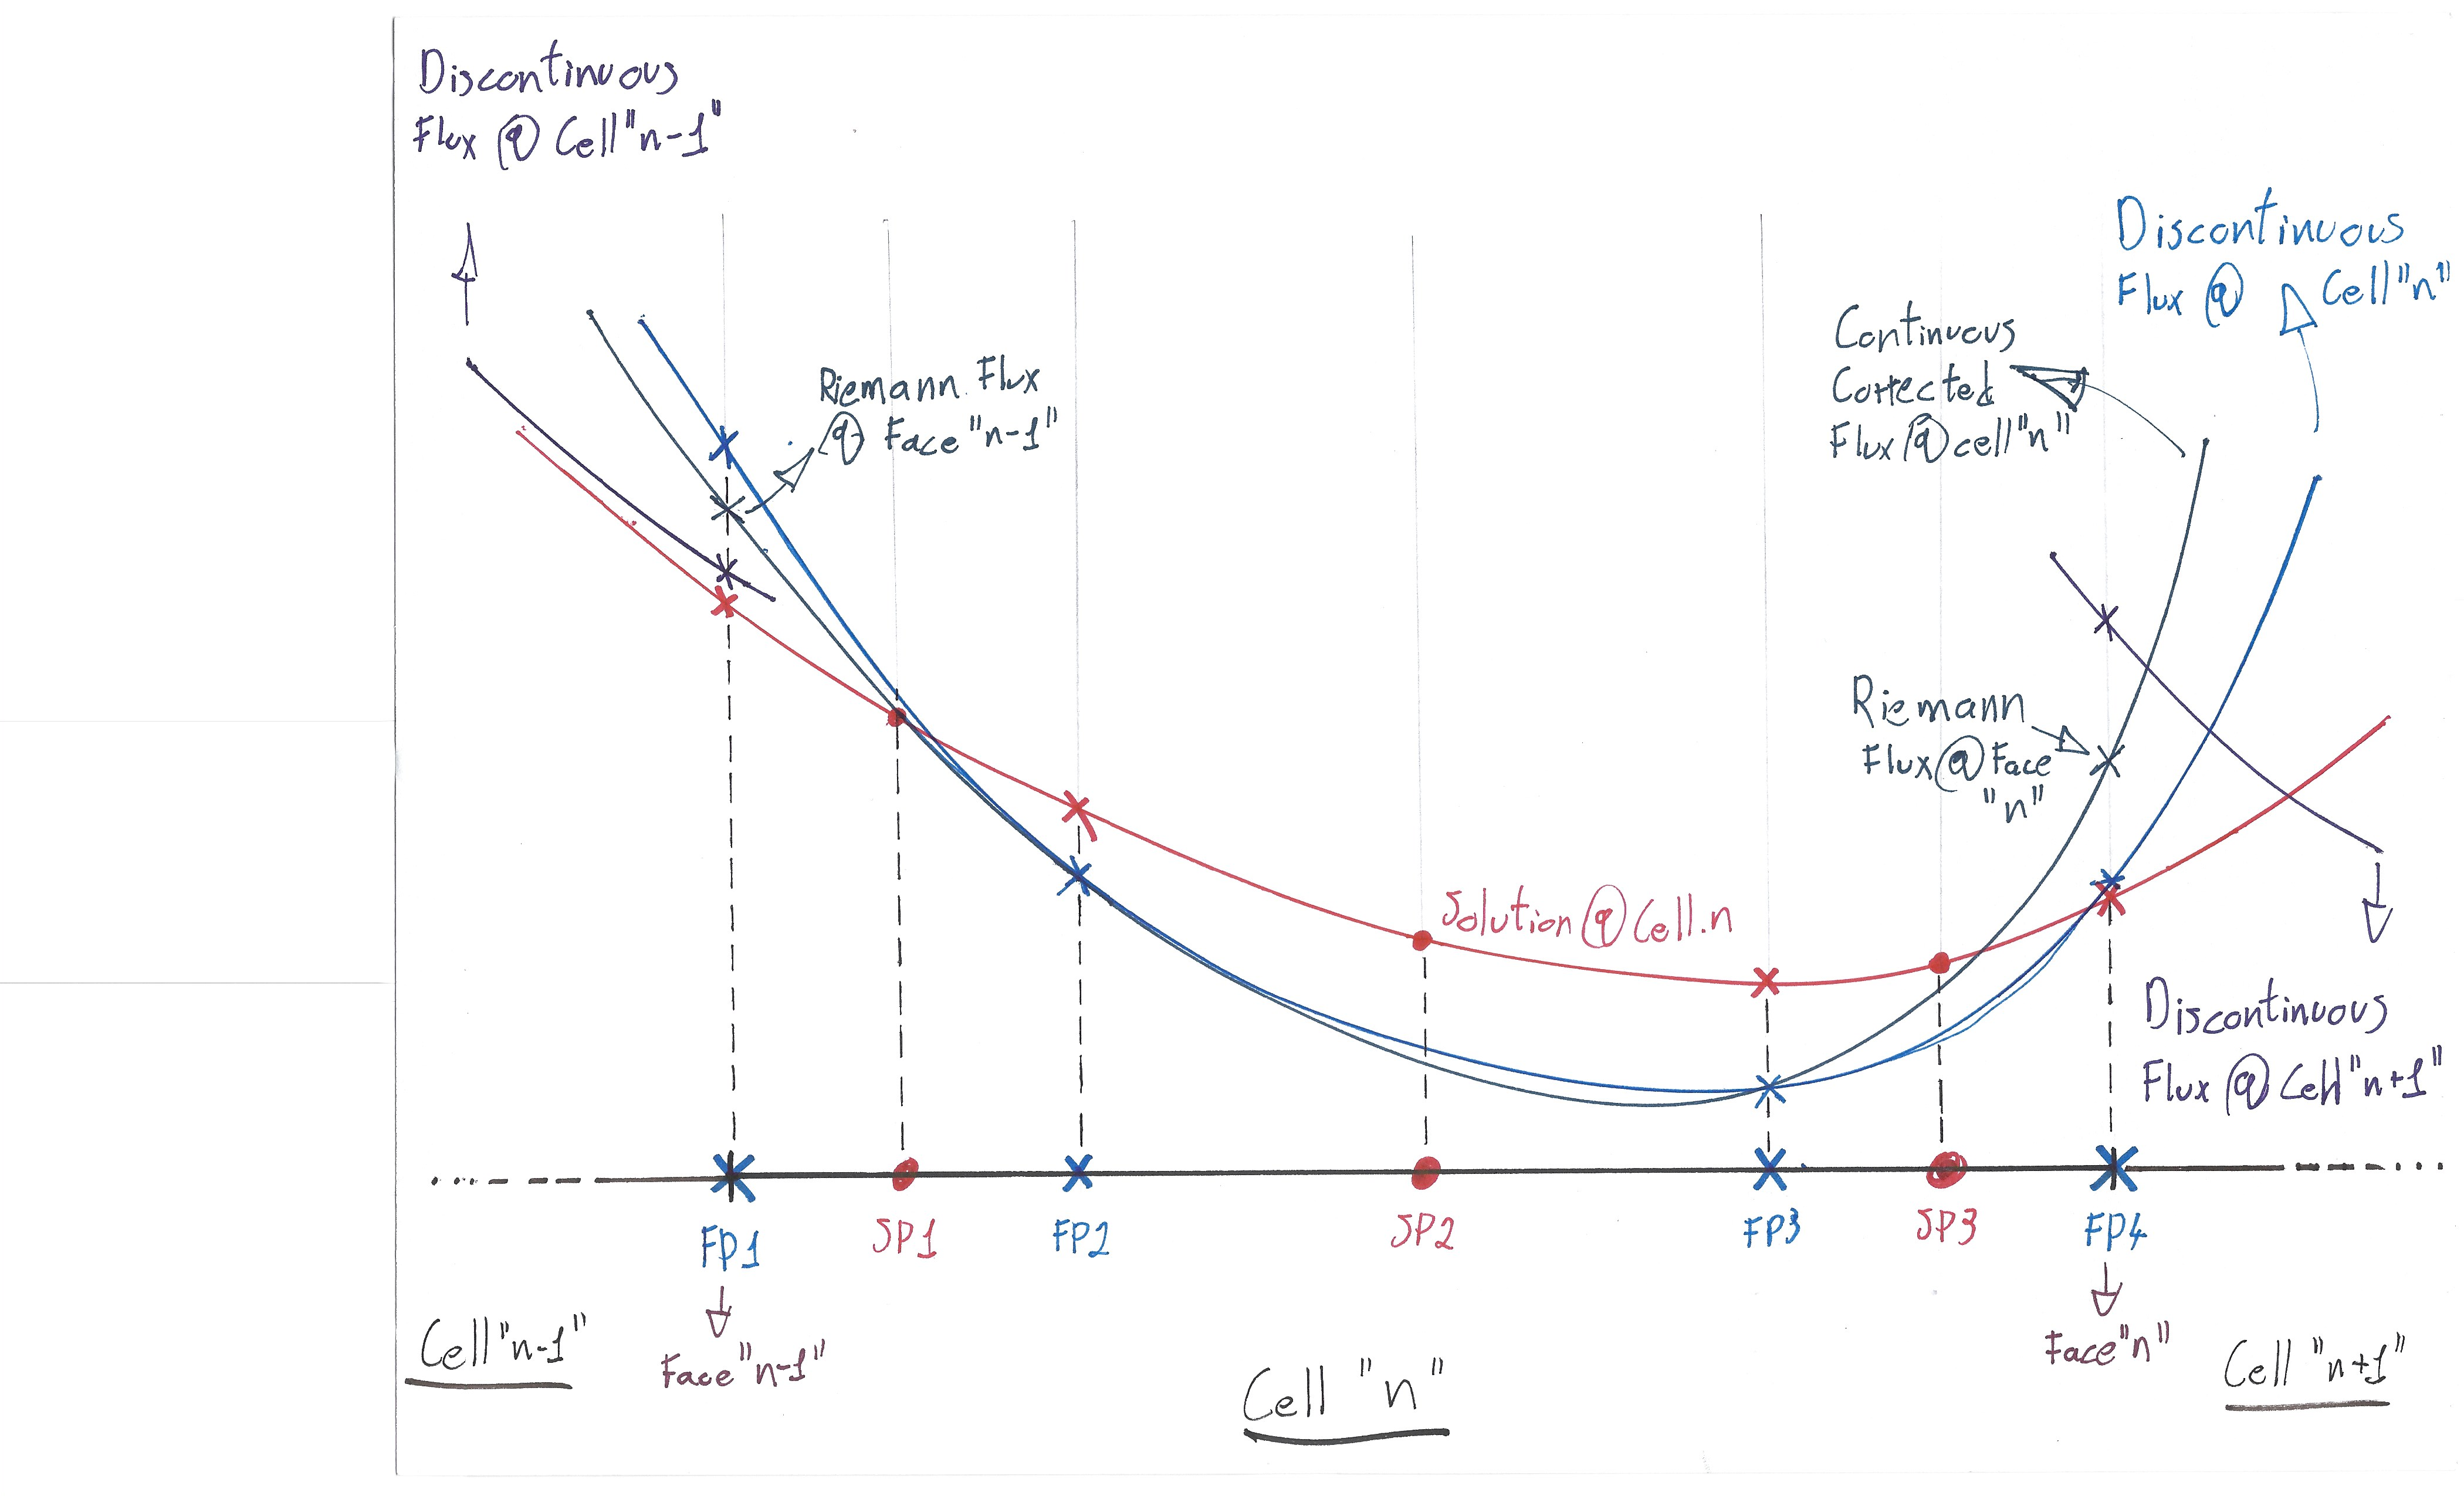 Discontinuous
Flux @ Cell "n-1"
Discontinuous
Flux @ Cell "n"
Continuous
Corrected
Flux @ cell "n"
Riemann Flux
@ Face "n-1"
Riemann
Flux @ Face
"n"
Solution @ Cell.n
Discontinuous
Flux @ Cell "n+1"
FP1
SP1
FP2
SP2
FP3
SP3
FP4
Face "n-1"
Face "n"
Cell "n-1"
Cell "n"
Cell "n+1"